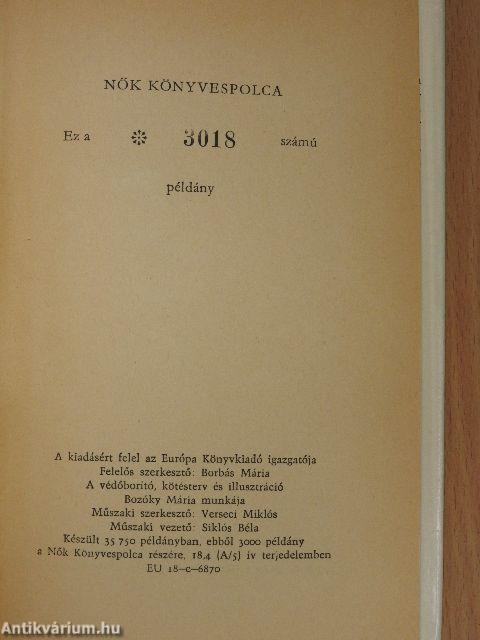 NŐK KÖNYVESPOLCA
Ez a ❊ 3018 számú
példány
A kiadásért felel az Európa Könyvkiadó igazgatója
Felelős szerkesztő: Borbás Mária
A védőborító, kötésterv és illusztráció
Bozóky Mária munkája
Műszaki szerkesztő: Verseci Miklós
Műszaki vezető: Siklós Béla
Készült 35 750 példányban, ebből 3000 példány
a Nők Könyvespolca részére, 18,4 (A/5) ív terjedelemben
EU 18–c–6870
Antikvárium.hu